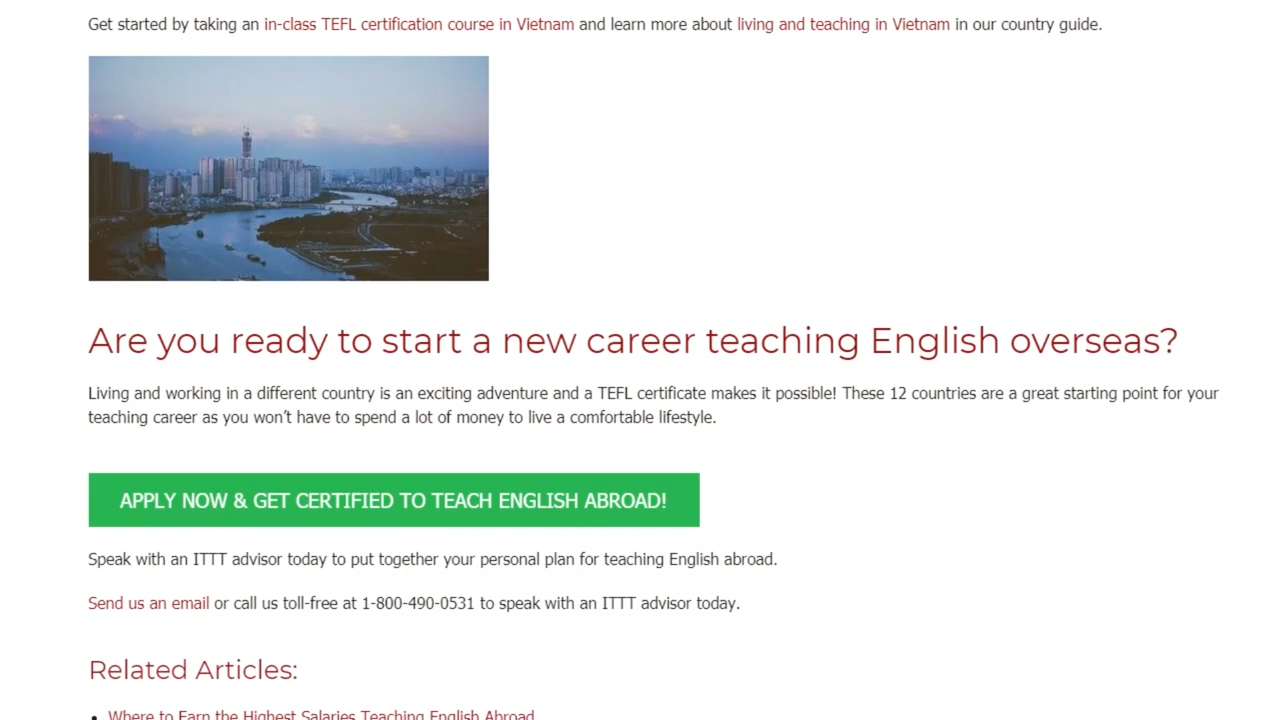 Get started by taking an in-class TEFL certification course in Vietnam and learn more about living and teaching in Vietnam in our country guide.
Are you ready to start a new career teaching English overseas?
Living and working in a different country is an exciting adventure and a TEFL certificate makes it possible! These 12 countries are a great starting point for your
teaching career as you won’t have to spend a lot of money to live a comfortable lifestyle.
APPLY NOW & GET CERTIFIED TO TEACH ENGLISH ABROAD!
Speak with an ITTT advisor today to put together your personal plan for teaching English abroad.
Send us an email or call us toll-free at 1-800-490-0531 to speak with an ITTT advisor today.
Related Articles:
• Where to Earn the Highest Salaries Teaching English Abroad